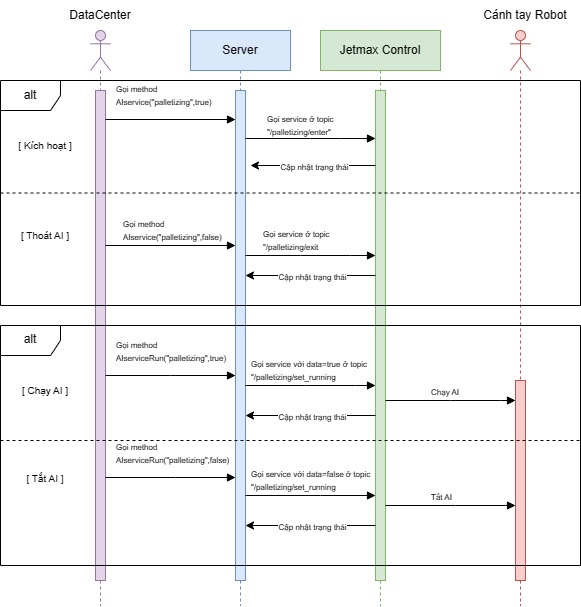 DataCenter
Server
Jetmax Control
Cánh tay Robot
alt
Gọi method
AIservice("palletizing",true)
Gọi service ở topic
"/palletizing/enter"
[ Kích hoạt ]
Cập nhật trạng thái
Gọi method
AIservice("palletizing",false)
[ Thoát AI ]
Gọi service ở topic
"/palletizing/exit
Cập nhật trạng thái
alt
Gọi method
AIserviceRun("palletizing",true)
Gọi service với data=true ở topic
"/palletizing/set_running
[ Chạy AI ]
Chạy AI
Cập nhật trạng thái
Gọi method
AIserviceRun("palletizing",false)
[ Tắt AI ]
Gọi service với data=false ở topic
"/palletizing/set_running
Tắt AI
Cập nhật trạng thái